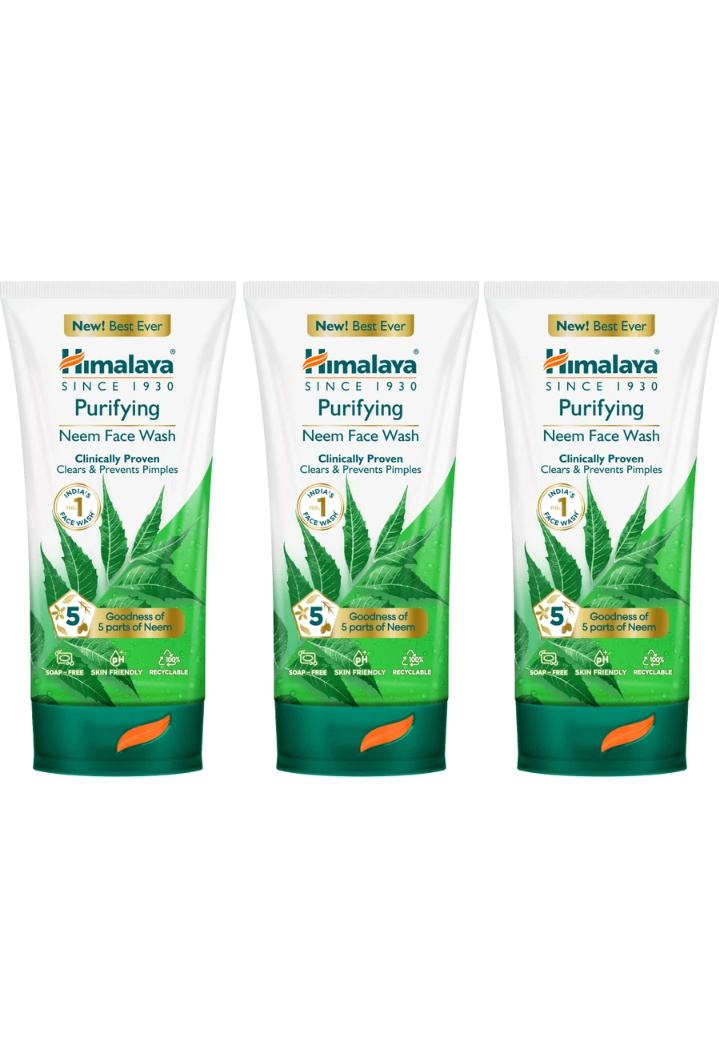 New! Best Ever
Himalaya®
SINCE 1930
Purifying
Neem Face Wash
Clinically Proven
Clears & Prevents Pimples
INDIA'S
no.1
FACE WASH
5
Goodness of
5 parts of Neem
SOAP-FREE
pH
SKIN FRIENDLY
100%
RECYCLABLE
New! Best Ever
Himalaya®
SINCE 1930
Purifying
Neem Face Wash
Clinically Proven
Clears & Prevents Pimples
INDIA'S
no.1
FACE WASH
5
Goodness of
5 parts of Neem
SOAP-FREE
pH
SKIN FRIENDLY
100%
RECYCLABLE
New! Best Ever
Himalaya®
SINCE 1930
Purifying
Neem Face Wash
Clinically Proven
Clears & Prevents Pimples
INDIA'S
no.1
FACE WASH
5
Goodness of
5 parts of Neem
SOAP-FREE
pH
SKIN FRIENDLY
100%
RECYCLABLE